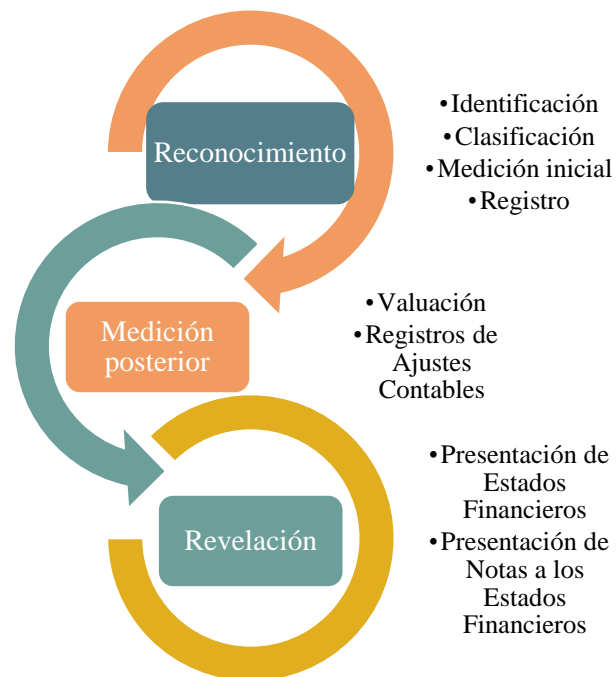 Reconocimiento
•Identificación
•Clasificación
•Medición inicial
•Registro
Medición
posterior
•Valuación
•Registros de
Ajustes
Contables
Revelación
•Presentación de
Estados
Financieros
•Presentación de
Notas a los
Estados
Financieros